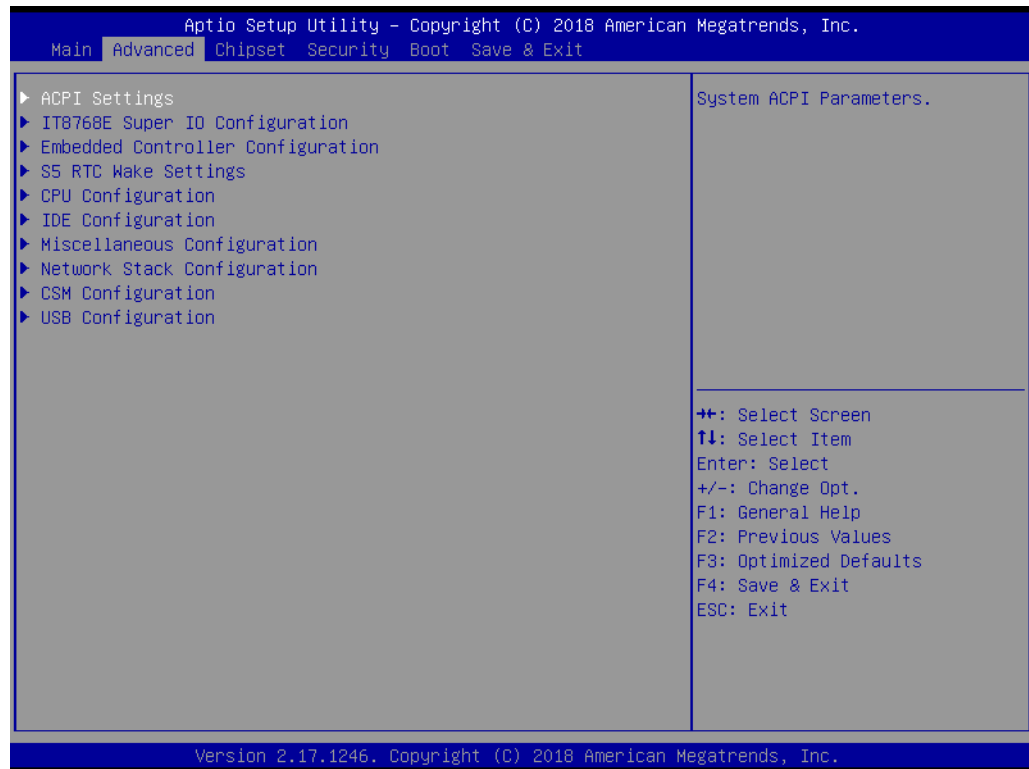 Aptio Setup Utility – Copyright (C) 2018 American Megatrends, Inc.
Main Advanced Chipset Security Boot Save & Exit
▶ ACPI Settings
▶ IT8768E Super IO Configuration
▶ Embedded Controller Configuration
▶ S5 RTC Wake Settings
▶ CPU Configuration
▶ IDE Configuration
▶ Miscellaneous Configuration
▶ Network Stack Configuration
▶ CSM Configuration
▶ USB Configuration
System ACPI Parameters.
→←: Select Screen
↑↓: Select Item
Enter: Select
+/-: Change Opt.
F1: General Help
F2: Previous Values
F3: Optimized Defaults
F4: Save & Exit
ESC: Exit
Version 2.17.1246. Copyright (C) 2018 American Megatrends, Inc.